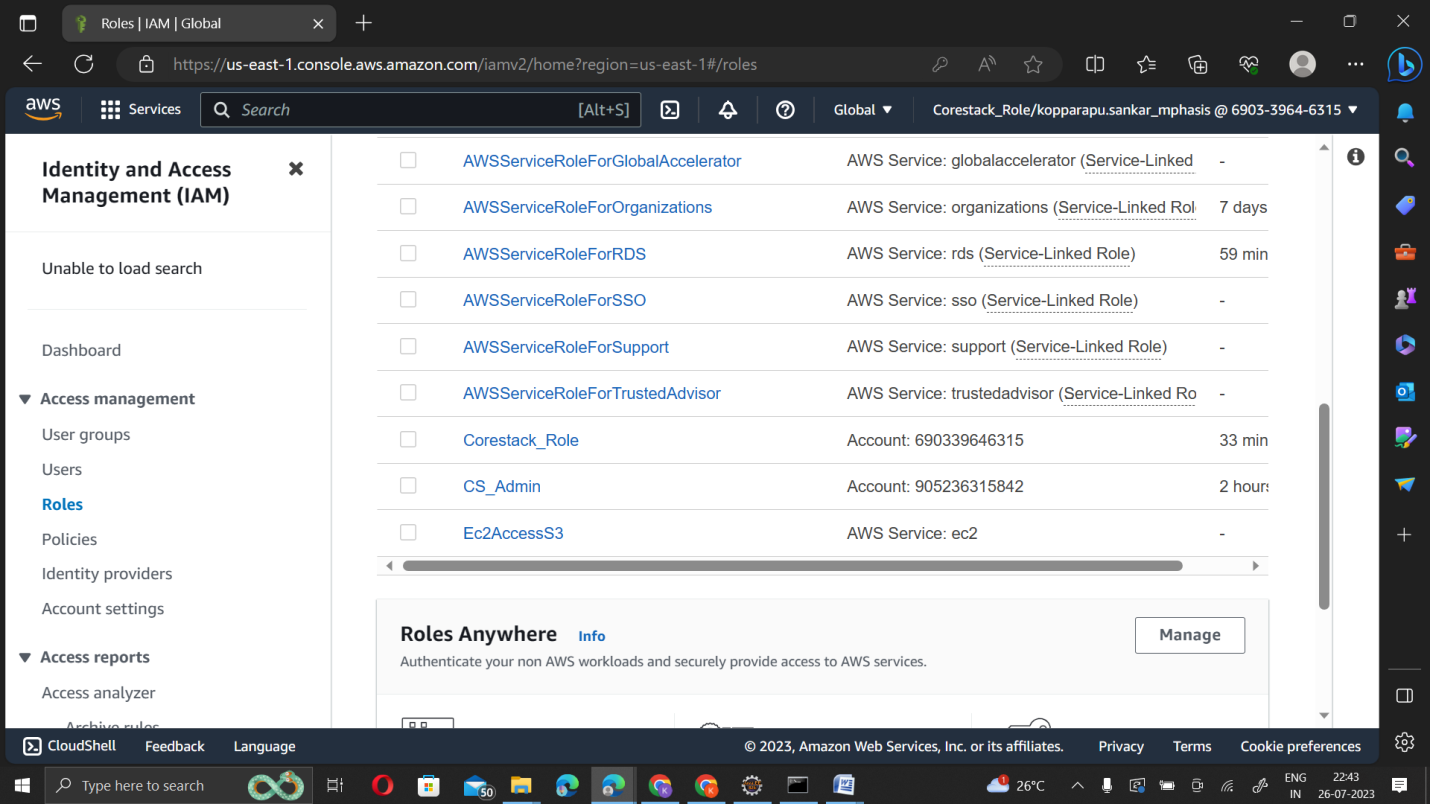 Roles | IAM | Global
https://us-east-1.console.aws.amazon.com/iamv2/home?region=us-east-1#/roles
aws Services Search [Alt+S] Global Corestack_Role/kopparapu.sankar_mphasis @ 6903-3964-6315
Identity and Access
Management (IAM)
Unable to load search
Dashboard
Access management
User groups
Users
Roles
Policies
Identity providers
Account settings
Access reports
Access analyzer
Archive rules
AWSServiceRoleForGlobalAccelerator AWS Service: globalaccelerator (Service-Linked -
AWSServiceRoleForOrganizations AWS Service: organizations (Service-Linked Rol 7 days
AWSServiceRoleForRDS AWS Service: rds (Service-Linked Role) 59 min
AWSServiceRoleForSSO AWS Service: sso (Service-Linked Role) -
AWSServiceRoleForSupport AWS Service: support (Service-Linked Role) -
AWSServiceRoleForTrustedAdvisor AWS Service: trustedadvisor (Service-Linked Ro -
Corestack_Role Account: 690339646315 33 min
CS_Admin Account: 905236315842 2 hours
Ec2AccessS3 AWS Service: ec2 -
Roles Anywhere Info
Manage
Authenticate your non AWS workloads and securely provide access to AWS services.
CloudShell Feedback Language © 2023, Amazon Web Services, Inc. or its affiliates. Privacy Terms Cookie preferences
Type here to search 50 1 26°C ENG 22:43
IN 26-07-2023